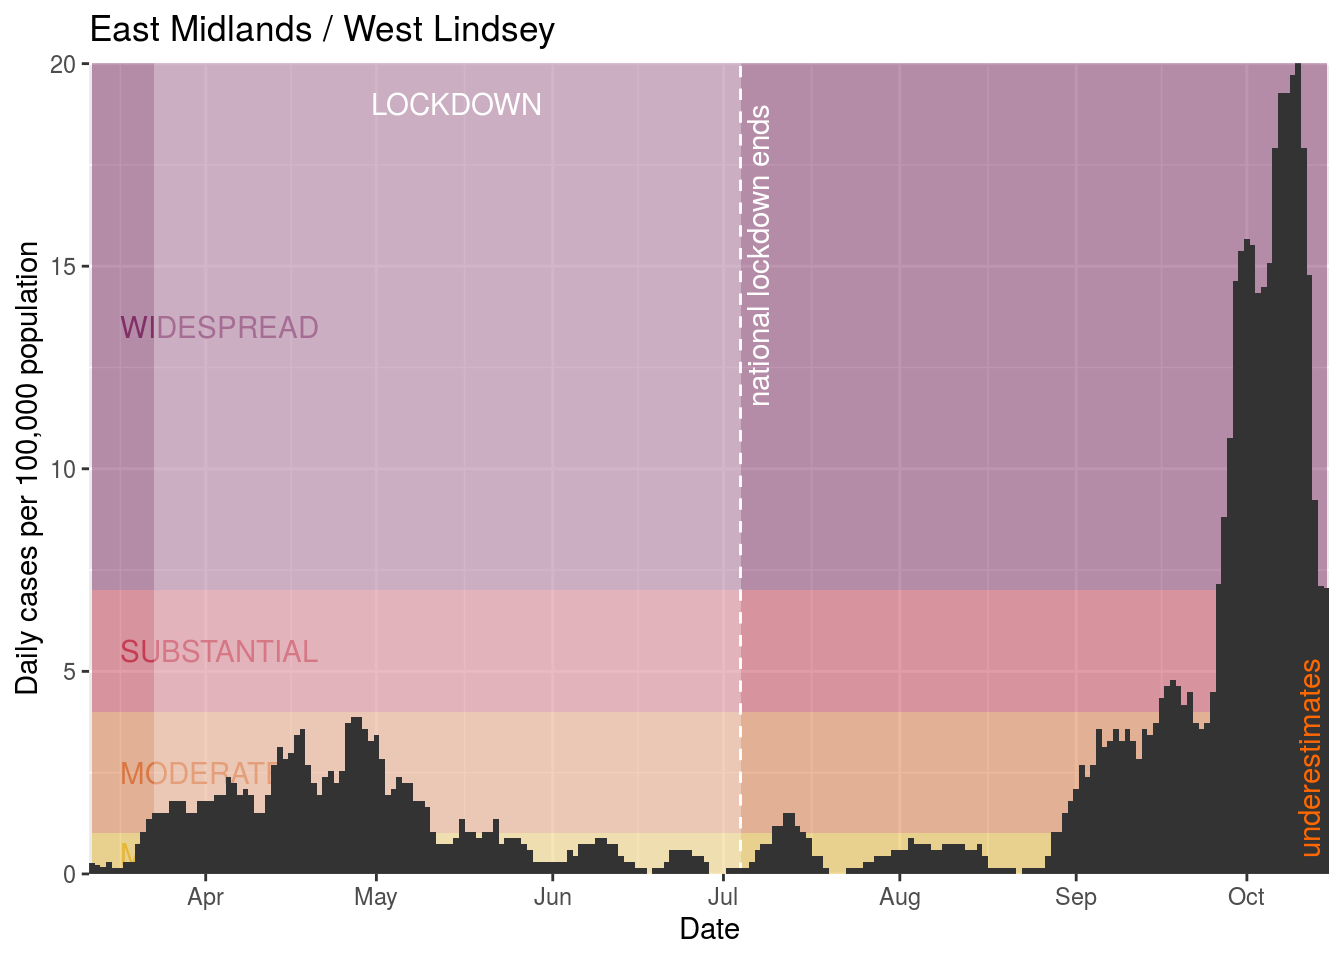 East Midlands / West Lindsey
Daily cases per 100,000 population
20
15
10
5
0
LOCKDOWN
national lockdown ends
WIDESPREAD
SUBSTANTIAL
MODERATE
underestimates
Apr
May
Jun
Jul
Aug
Sep
Oct
Date